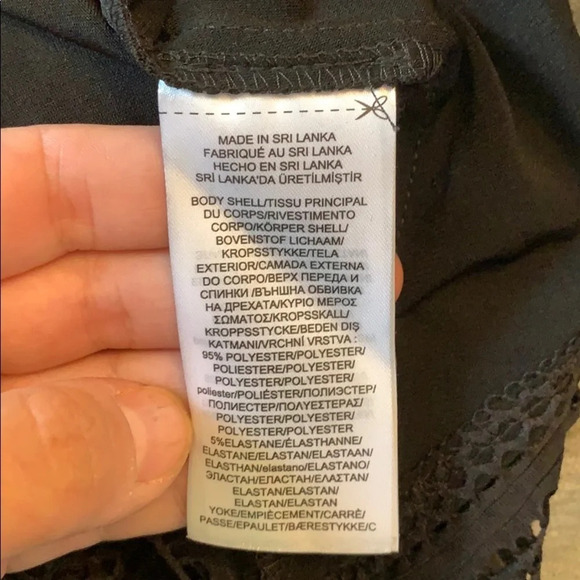 MADE IN SRI LANKA
FABRIQUÉ AU SRI LANKA
HECHO EN SRI LANKA
SRİ LANKA'DA ÜRETİLMİŞTİR
BODY SHELL/TISSU PRINCIPAL
DU CORPS/RIVESTIMENTO
CORPO/KÖRPER SHELL/
BOVENSTOF LICHAAM/
KROPSSTYKKE/TELA
EXTERIOR/CAMADA EXTERNA
DO CORPO/ВЕРХ ПЕРЕДА И
СПИНКИ /ВЪНШНА ОБВИВКА
НА ДРЕХАТА/ΚΥΡΙΟ ΜΕΡΟΣ
ΣΩΜΑΤΟΣ/KROPSSKALL/
KROPPSSTYCKE/BEDEN DIŞ
KATMANI/VRCHNÍ VRSTVA :
95% POLYESTER/POLYESTER/
POLIESTERE/POLYESTER/
POLYESTER/POLYESTER/
poliéster/POLIÉSTER/ПОЛИЭСТЕР/
ПОЛИЕСТЕР/ΠΟΛΥΕΣΤΕΡΑΣ/
POLYESTER/POLYESTER/
POLYESTER/POLYESTER
5%ELASTANE/ÉLASTHANNE/
ELASTANE/ELASTAN/ELASTAAN/
ELASTHAN/elastano/ELASTANO/
ЭЛАСТАН/ЕЛАСТАН/ΕΛΑΣΤΑΝ/
ELASTAN/ELASTAN/
ELASTAN/ELASTAN
YOKE/EMPIÈCEMENT/CARRÉ/
PASSE/EPAULET/BÆRESTYKKE/C